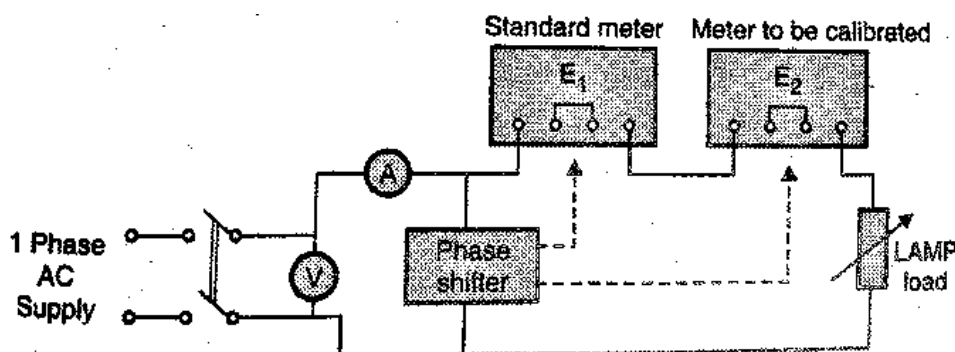 Standard meter
Meter to be calibrated
E1
E2
A
1 Phase
AC
Supply
V
Phase
shifter
LAMP
load